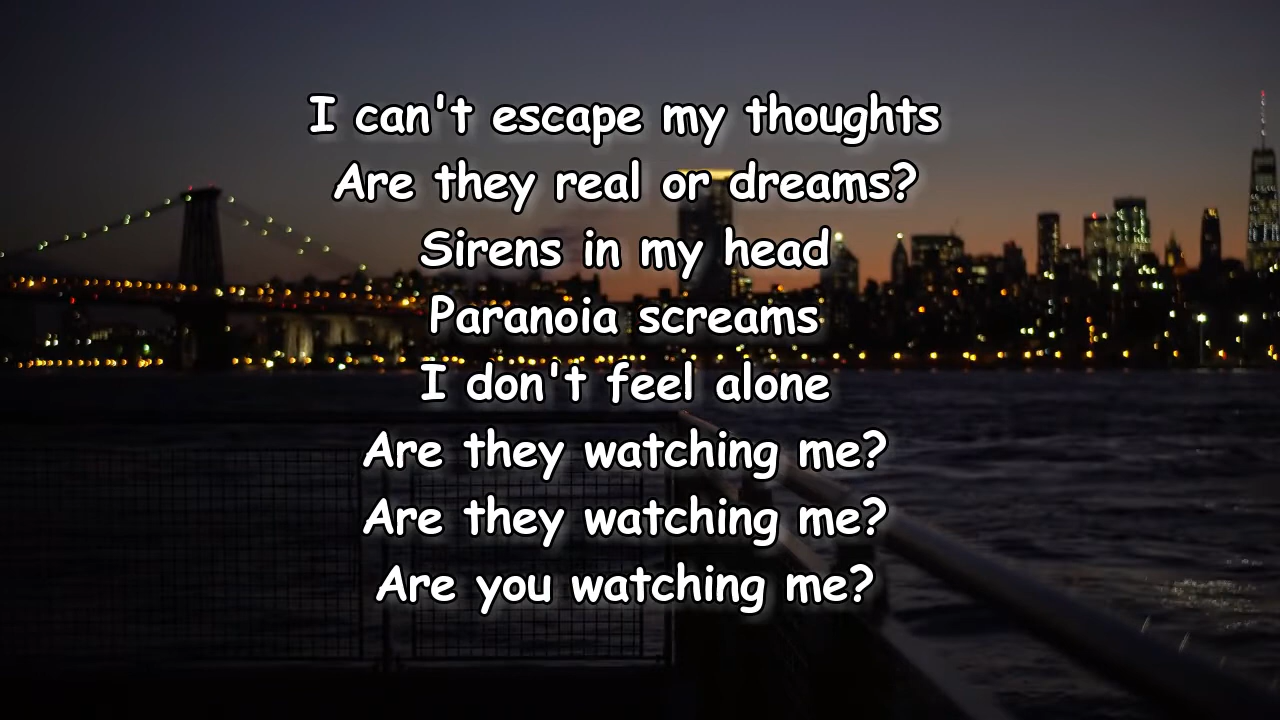 I can't escape my thoughts
Are they real or dreams?
Sirens in my head
Paranoia screams
I don't feel alone
Are they watching me?
Are they watching me?
Are you watching me?